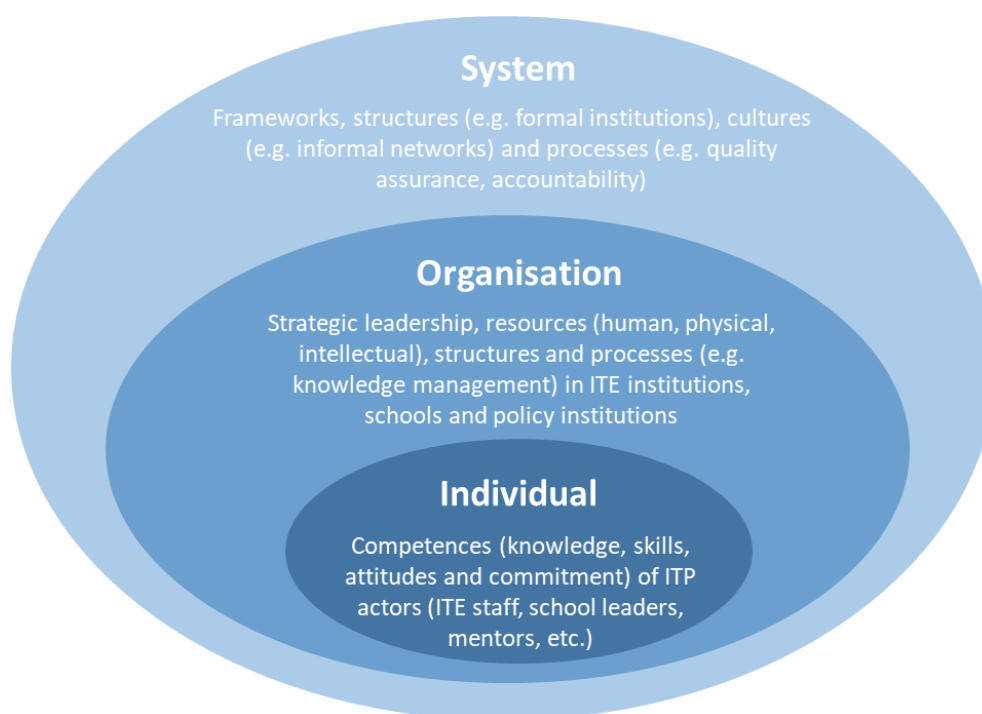 System
Frameworks, structures (e.g. formal institutions), cultures
(e.g. informal networks) and processes (e.g. quality
assurance, accountability)
Organisation
Strategic leadership, resources (human, physical,
intellectual), structures and processes (e.g.
knowledge management) in ITE institutions,
schools and policy institutions
Individual
Competences (knowledge, skills,
attitudes and commitment) of ITP
actors (ITE staff, school leaders,
mentors, etc.)